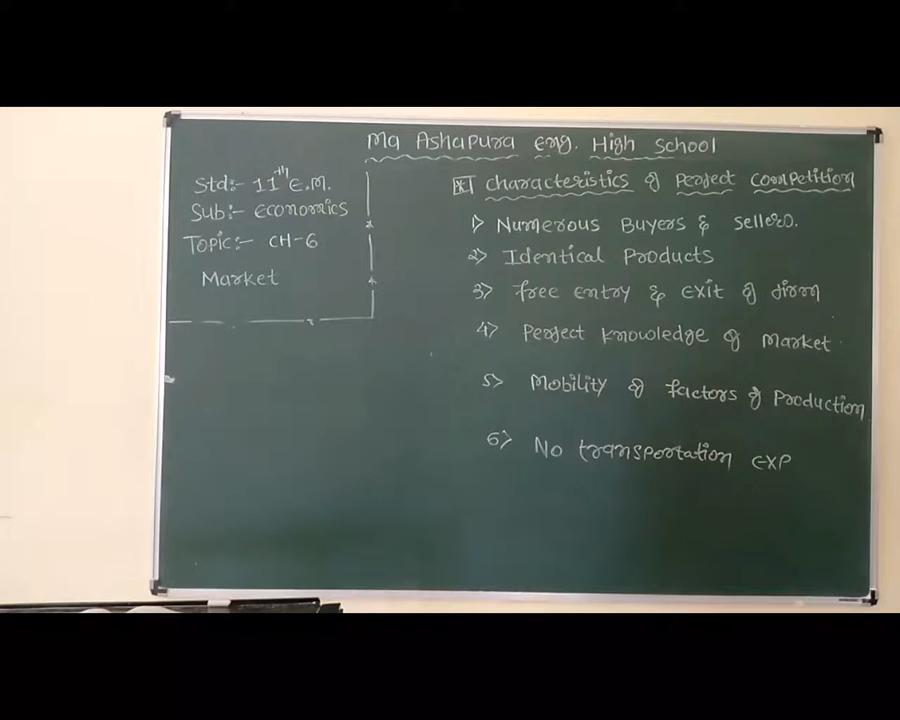 Ma Ashapura eng. High School
Std:- 11th E.M.
Sub:- Economics
Topic:- CH-6
Market
* Characteristics of Perfect Competition
1> Numerous Buyers & sellers.
2> Identical Products
3> free entry & exit of firm
4> Perfect knowledge of Market
5> Mobility of factors of Production
6> No transportation EXP